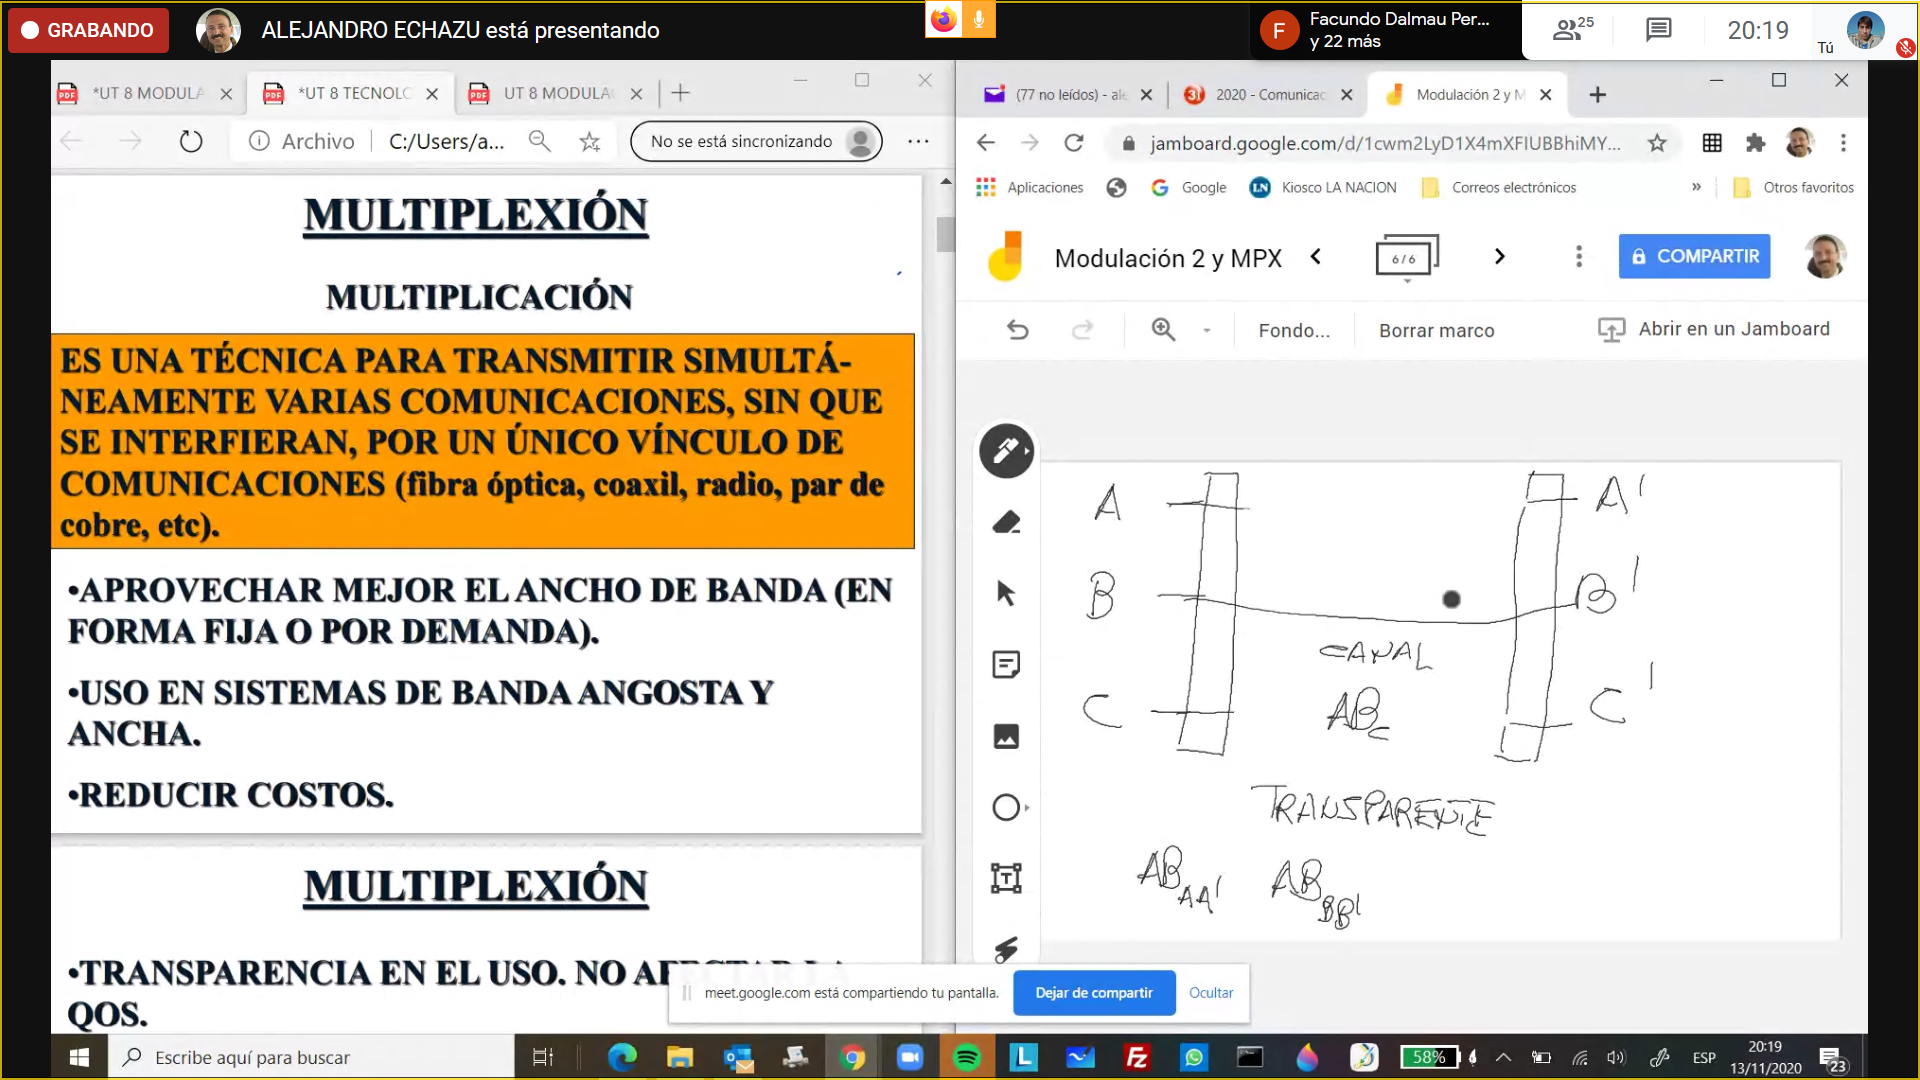 GRABANDO
ALEJANDRO ECHAZU está presentando
F
Facundo Dalmau Per...
y 22 más
25
20:19
Tú
*UT 8 MODULA
*UT 8 TECNOLO
UT 8 MODULA
Archivo
C:/Users/a...
No se está sincronizando
MULTIPLEXIÓN
MULTIPLICACIÓN
ES UNA TÉCNICA PARA TRANSMITIR SIMULTÁ-
NEAMENTE VARIAS COMUNICACIONES, SIN QUE
SE INTERFIERAN, POR UN ÚNICO VÍNCULO DE
COMUNICACIONES (fibra óptica, coaxil, radio, par de
cobre, etc).
•APROVECHAR MEJOR EL ANCHO DE BANDA (EN
FORMA FIJA O POR DEMANDA).
•USO EN SISTEMAS DE BANDA ANGOSTA Y
ANCHA.
•REDUCIR COSTOS.
MULTIPLEXIÓN
•TRANSPARENCIA EN EL USO. NO AFECTAR LA
QOS.
(77 no leídos) - ale
31
2020 - Comunicac
Modulación 2 y M
jamboard.google.com/d/1cwm2LyD1X4mXFIUBBhiMY...
Aplicaciones
Google
LN
Kiosco LA NACION
Correos electrónicos
»
Otros favoritos
Modulación 2 y MPX
6/6
COMPARTIR
Fondo...
Borrar marco
Abrir en un Jamboard
A
A'
B
B'
CANAL
C
ABC
C'
TRANSPARENTE
AB AA'
AB BB'
meet.google.com está compartiendo tu pantalla.
Dejar de compartir
Ocultar
Escribe aquí para buscar
L
FZ
58%
ESP
20:19
13/11/2020
23